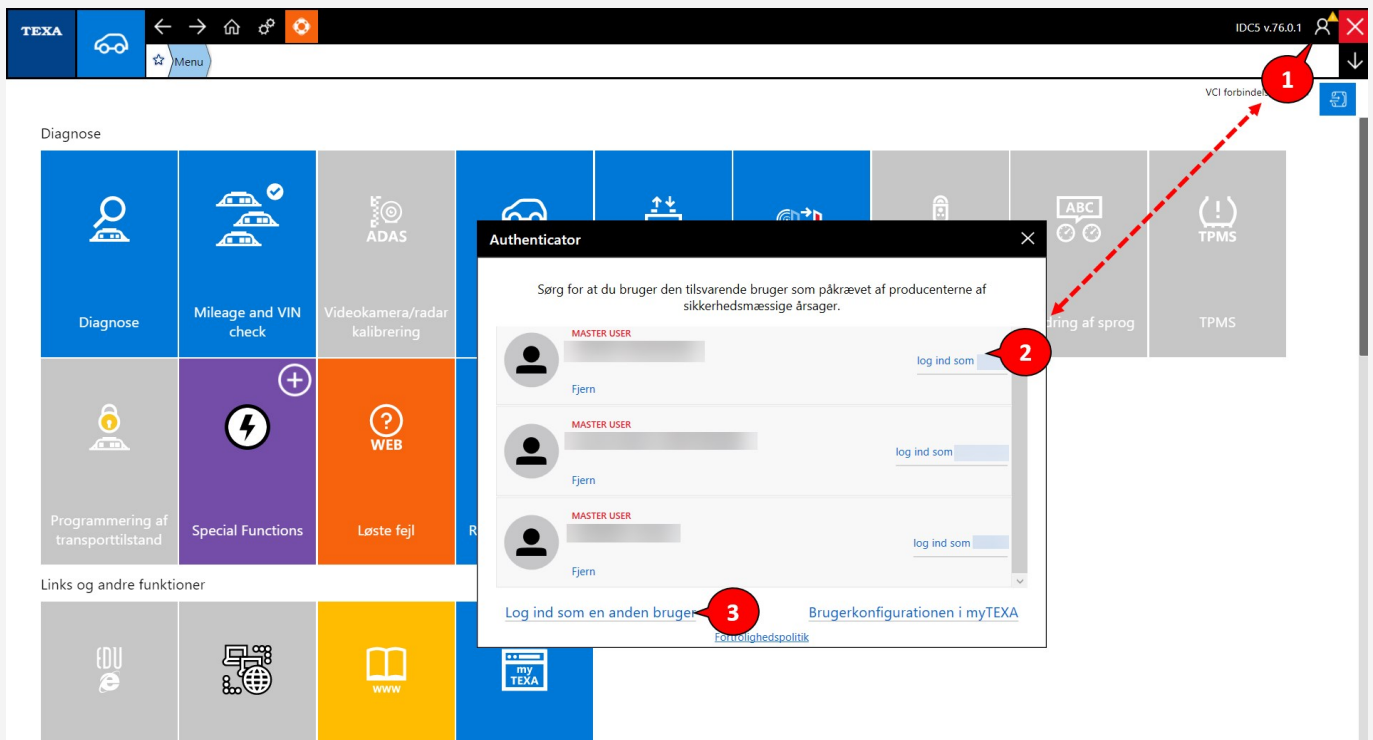 TEXA
IDC5 v.76.0.1
Menu
1
VCI
Diagnose
ADAS
ABC
TPMS
Diagnose
Mileage and VIN
check
Videokamera/radar
kalibrering
af sprog
TPMS
Authenticator
Sørg for at du bruger den tilsvarende bruger som påkrævet af producenterne af
sikkerhedsmæssige årsager.
MASTER USER
log ind som
2
Fjern
MASTER USER
log ind som
Fjern
MASTER USER
log ind som
Fjern
Log ind som en anden bruger
3
Brugerkonfigurationen i myTEXA
Fortrolighedspolitik
WEB
Programmering af
transporttilstand
Special Functions
Løste fejl
R
Links og andre funktioner
EDU
www
my
TEXA